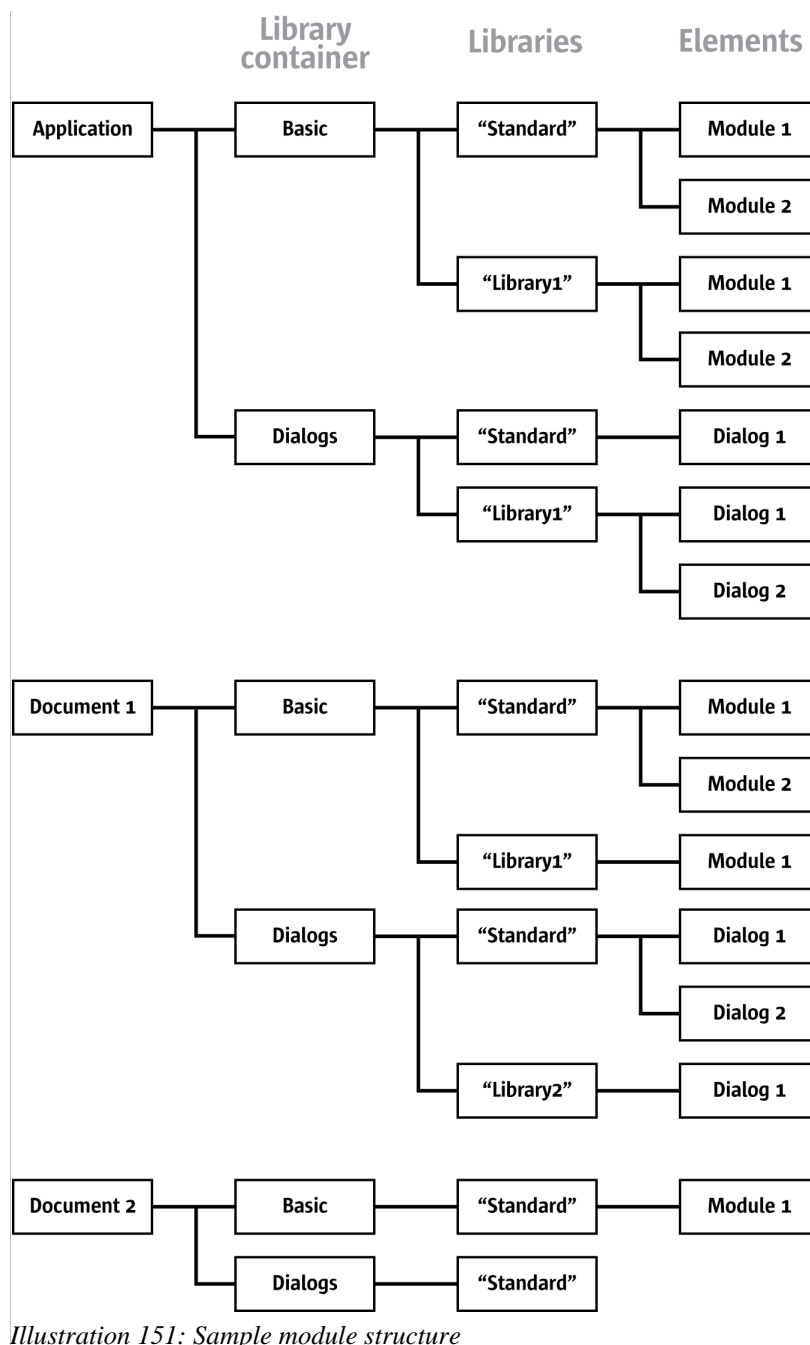 Library container Libraries Elements
Application Basic “Standard” Module 1
Module 2
“Library1” Module 1
Module 2
Dialogs “Standard” Dialog 1
“Library1” Dialog 1
Dialog 2
Document 1 Basic “Standard” Module 1
Module 2
“Library1” Module 1
Dialogs “Standard” Dialog 1
Dialog 2
“Library2” Dialog 1
Document 2 Basic “Standard” Module 1
Dialogs “Standard”
Illustration 151: Sample module structure